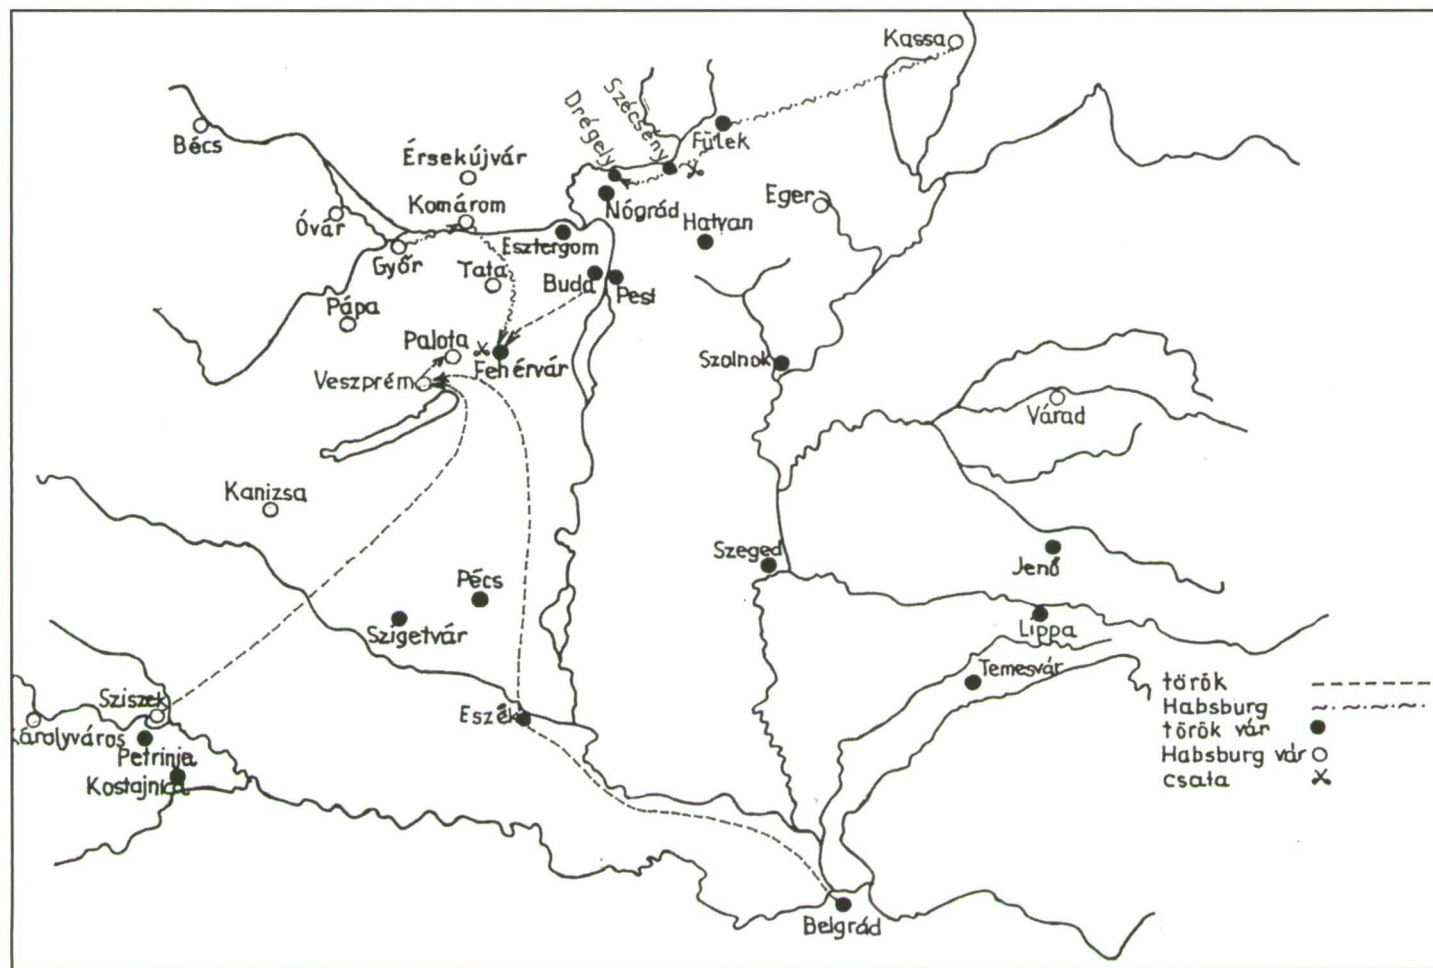 Kassa
Bécs
Érsekújvár
Drégely
Szécsény
Fülek
Óvár
Komárom
Nógrád
Eger
Győr
Esztergom
Hatvan
Tata
Buda
Pest
Pápa
Palota
Fehérvár
Veszprém
Szolnok
Várad
Kanizsa
Szeged
Jenő
Pécs
Szigetvár
Lippa
Temesvár
Sziszek
Eszék
Károlyváros
Petrinja
Kostajnica
Belgrád
török
Habsburg
török vár
Habsburg vár
csata